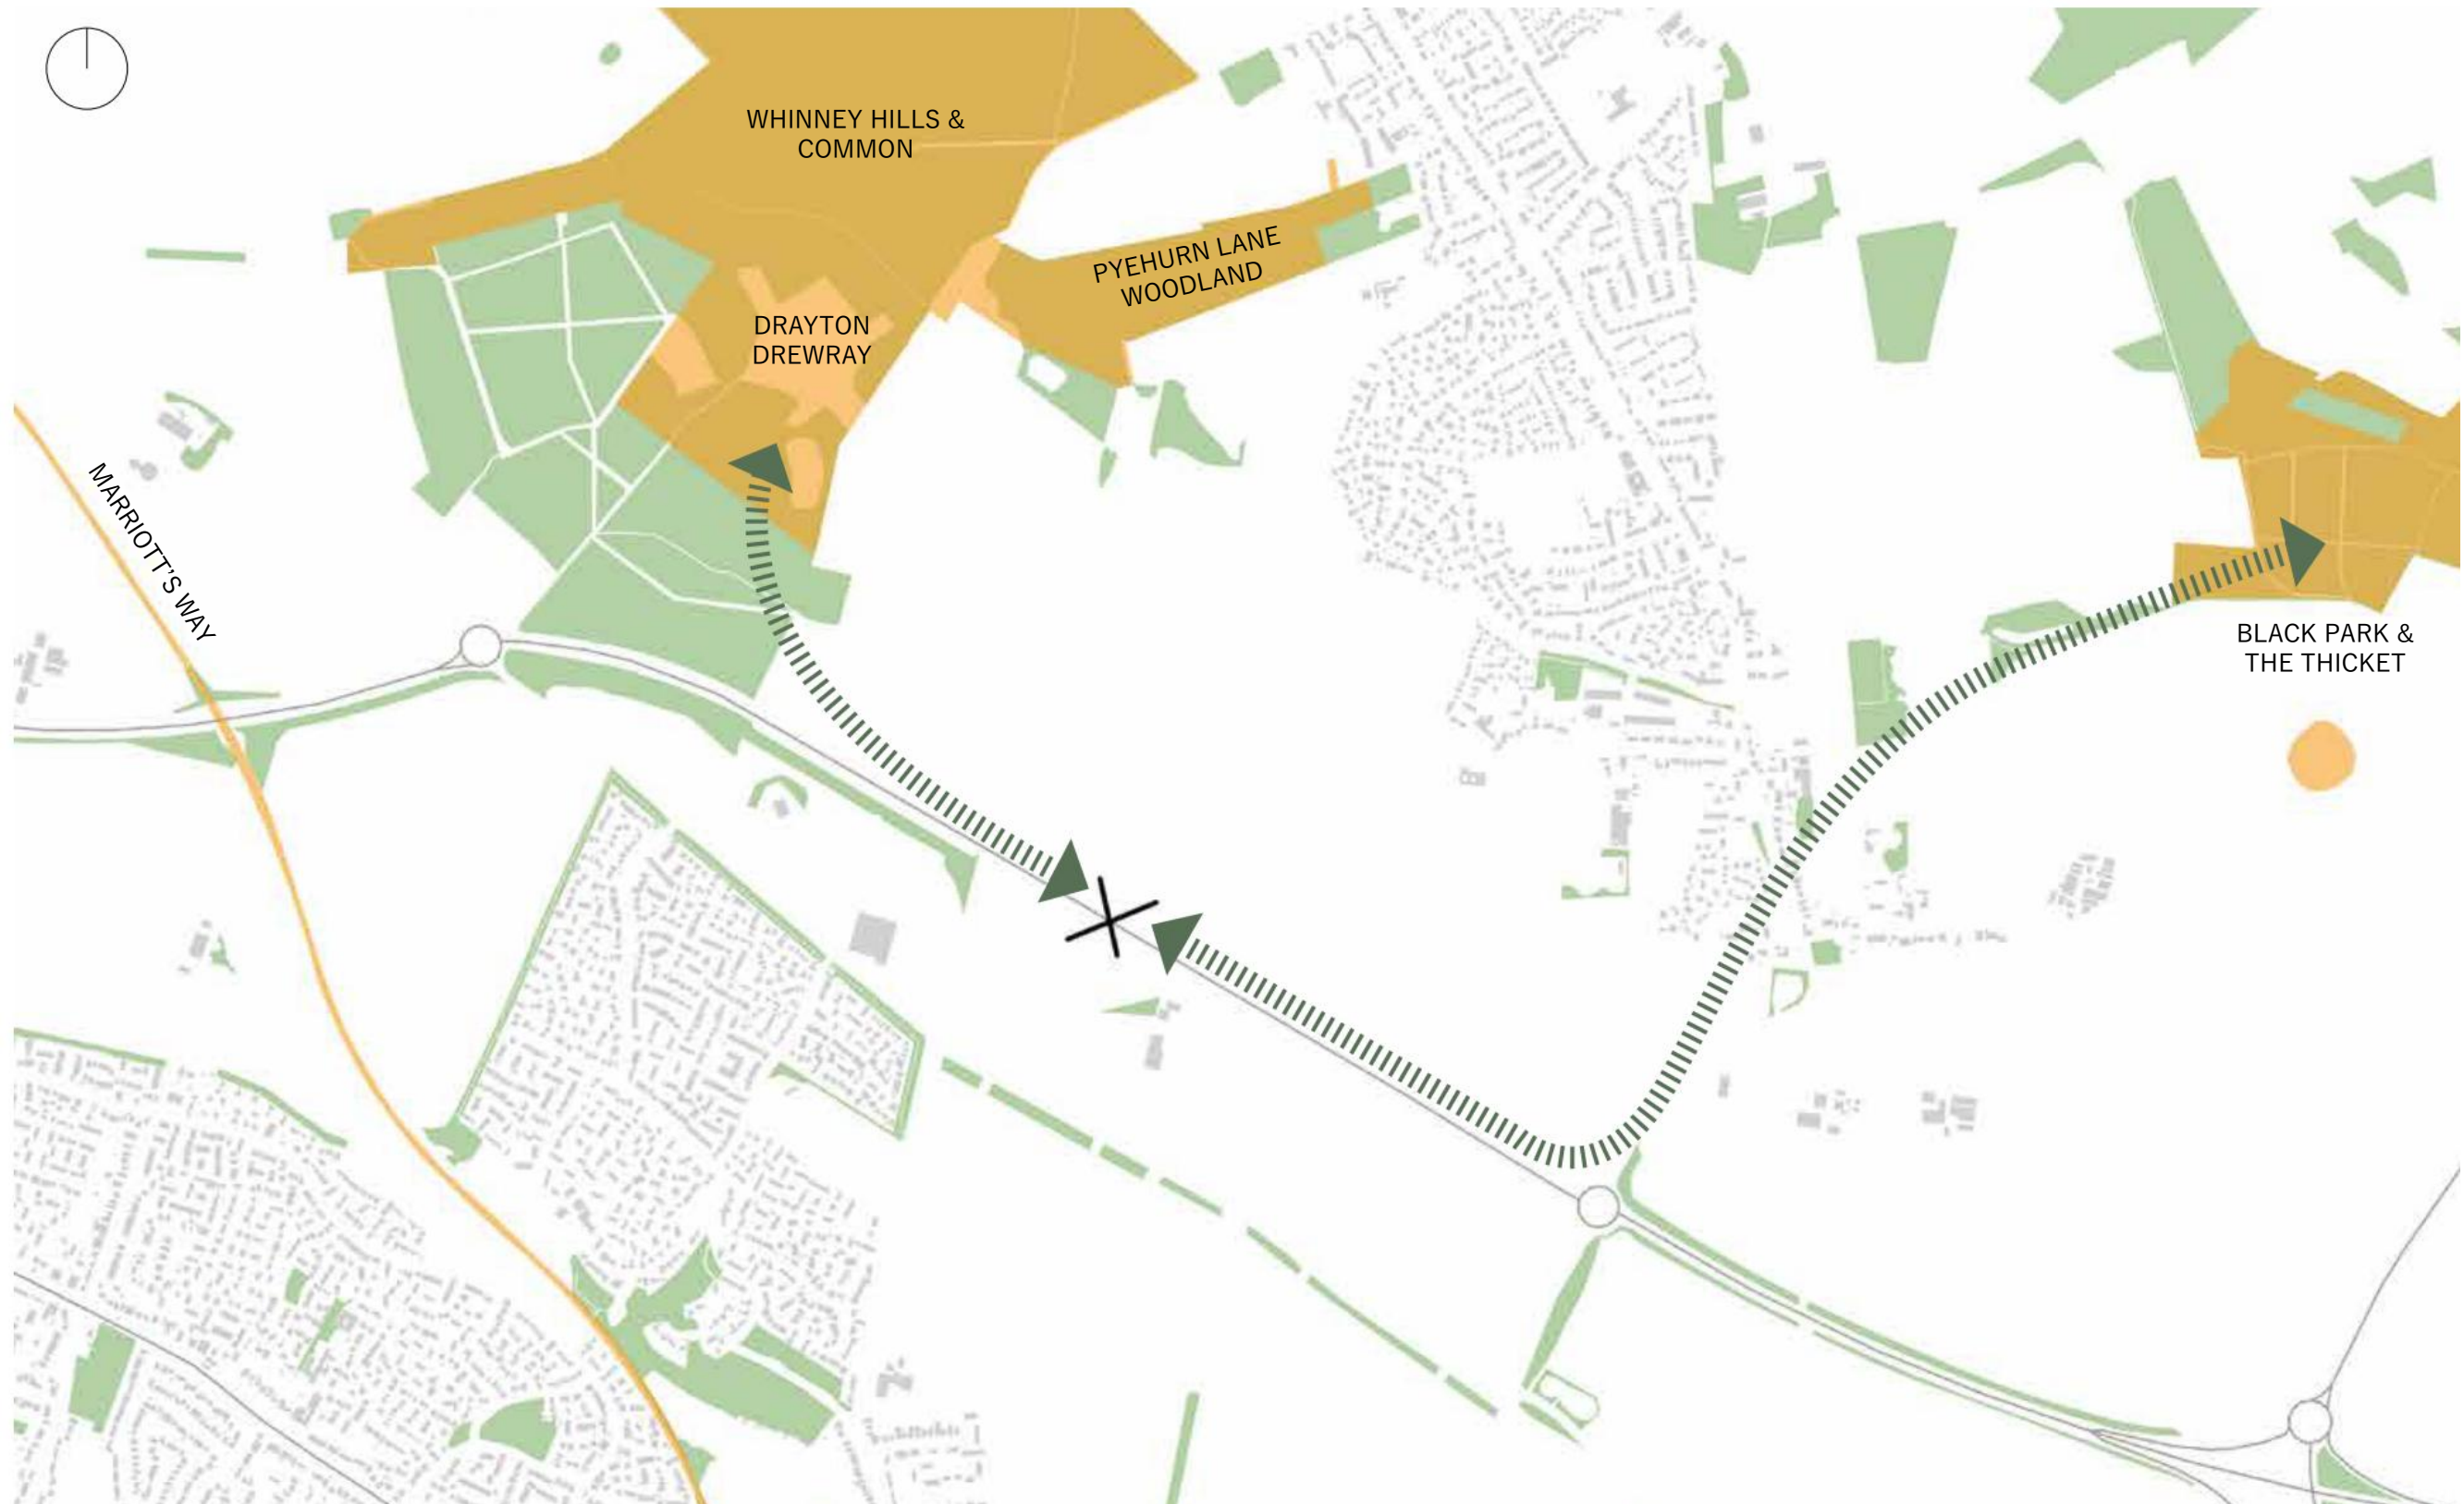 WHINNEY HILLS &
COMMON
PYEHURN LANE
WOODLAND
DRAYTON
DREWRAY
MARRIOTT'S WAY
BLACK PARK &
THE THICKET